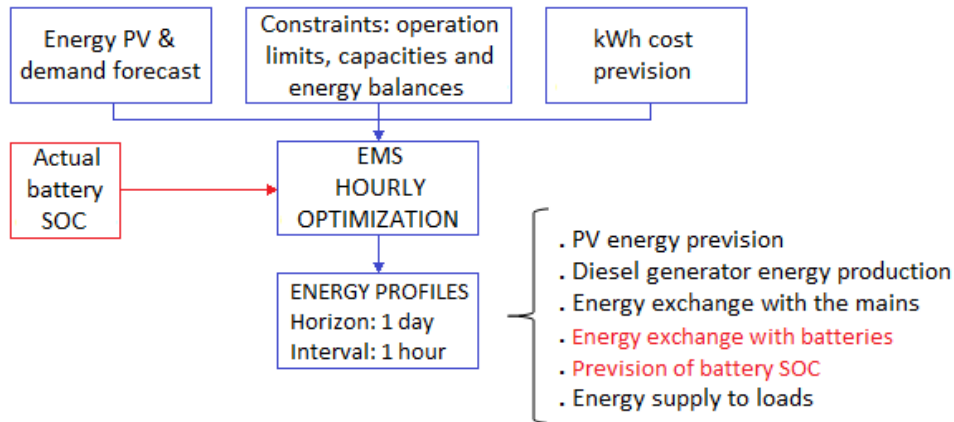 Energy PV &
demand forecast
Constraints: operation
limits, capacities and
energy balances
kWh cost
prevision
Actual
battery
SOC
EMS
HOURLY
OPTIMIZATION
ENERGY PROFILES
Horizon: 1 day
Interval: 1 hour
. PV energy prevision
. Diesel generator energy production
. Energy exchange with the mains
. Energy exchange with batteries
. Prevision of battery SOC
. Energy supply to loads